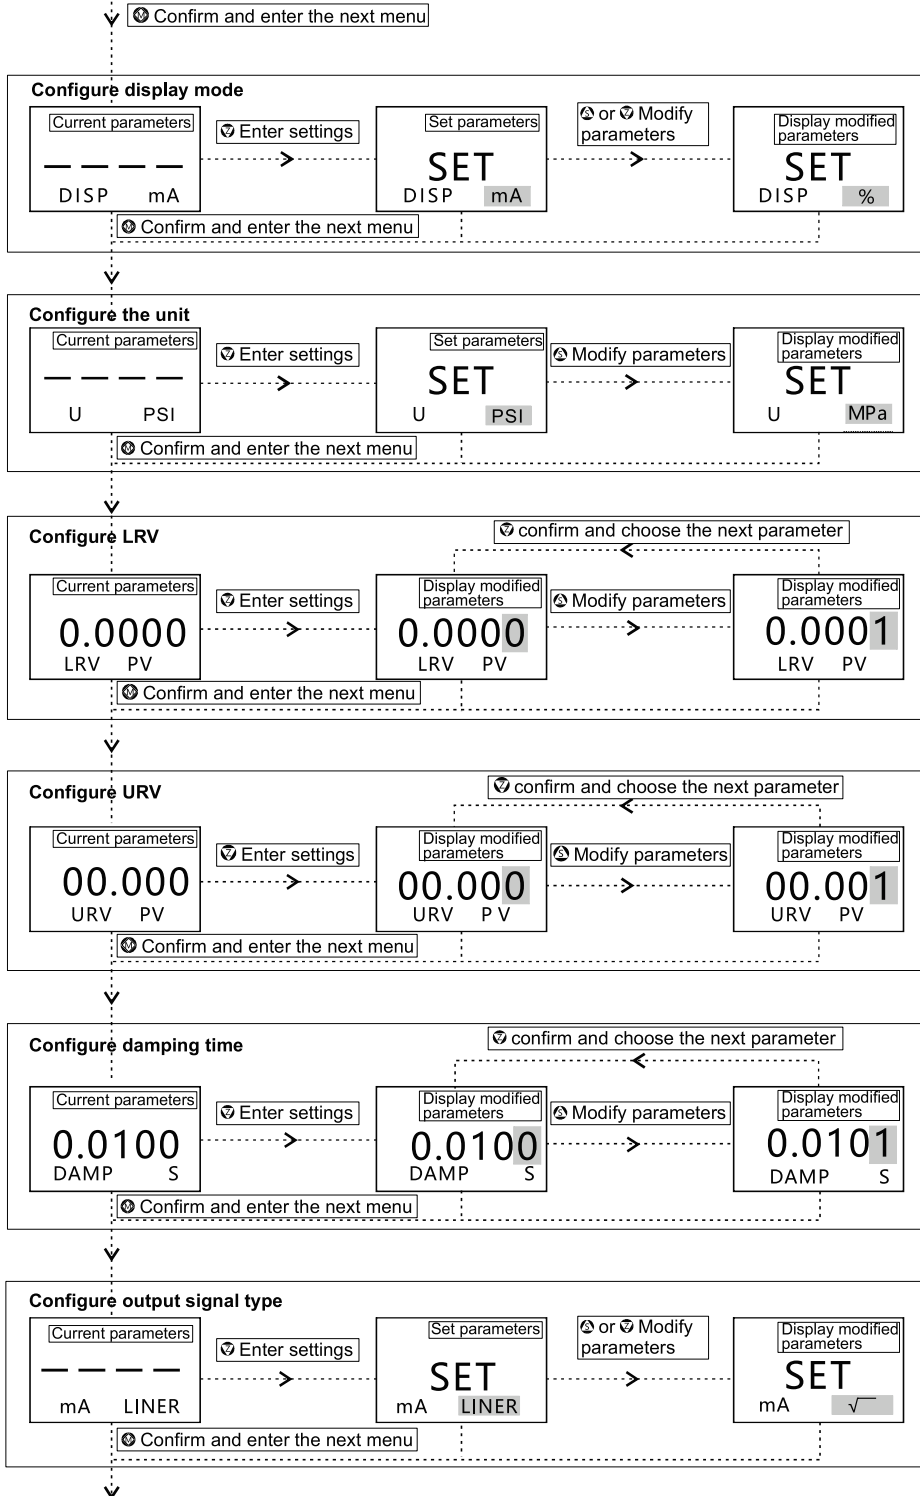 Ⓜ Confirm and enter the next menu
Configure display mode
Current parameters
— — — —
DISP mA
Ⓩ Enter settings
Set parameters
SET
DISP mA
Ⓢ or Ⓩ Modify
parameters
Display modified
parameters
SET
DISP %
Ⓜ Confirm and enter the next menu
Configure the unit
Current parameters
— — — —
U PSI
Ⓩ Enter settings
Set parameters
SET
U PSI
Ⓢ Modify parameters
Display modified
parameters
SET
U MPa
Ⓜ Confirm and enter the next menu
Configure LRV
Ⓩ confirm and choose the next parameter
Current parameters
0.0000
LRV PV
Ⓩ Enter settings
Display modified
parameters
0.0000
LRV PV
Ⓢ Modify parameters
Display modified
parameters
0.0001
LRV PV
Ⓜ Confirm and enter the next menu
Configure URV
Ⓩ confirm and choose the next parameter
Current parameters
00.000
URV PV
Ⓩ Enter settings
Display modified
parameters
00.000
URV PV
Ⓢ Modify parameters
Display modified
parameters
00.001
URV PV
Ⓜ Confirm and enter the next menu
Configure damping time
Ⓩ confirm and choose the next parameter
Current parameters
0.0100
DAMP S
Ⓩ Enter settings
Display modified
parameters
0.0100
DAMP S
Ⓢ Modify parameters
Display modified
parameters
0.0101
DAMP S
Ⓜ Confirm and enter the next menu
Configure output signal type
Current parameters
— — — —
mA LINER
Ⓩ Enter settings
Set parameters
SET
mA LINER
Ⓢ or Ⓩ Modify
parameters
Display modified
parameters
SET
mA √
Ⓜ Confirm and enter the next menu